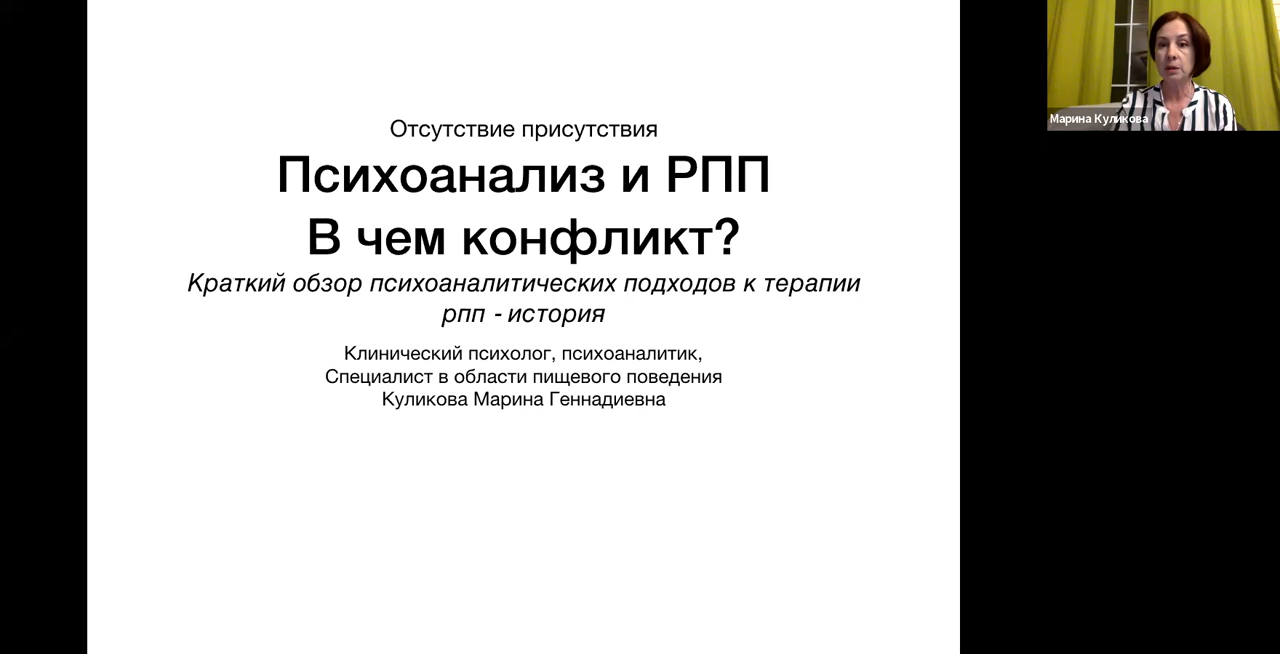 Отсутствие присутствия
Психоанализ и РПП
В чем конфликт?
Краткий обзор психоаналитических подходов к терапии
рпп - история
Клинический психолог, психоаналитик,
Специалист в области пищевого поведения
Куликова Марина Геннадиевна
Марина Куликова